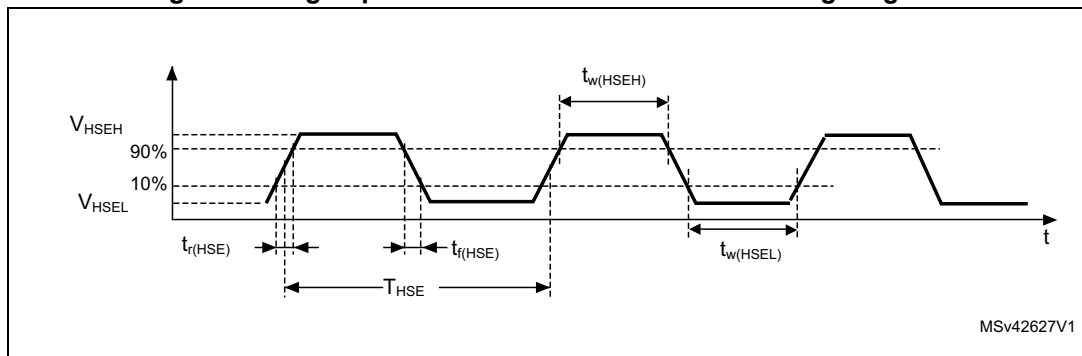 t_w(HSEH)
V_HSEH
90%
10%
V_HSEL
t_r(HSE)
t_f(HSE)
t_w(HSEL)
t
T_HSE
MSv42627V1